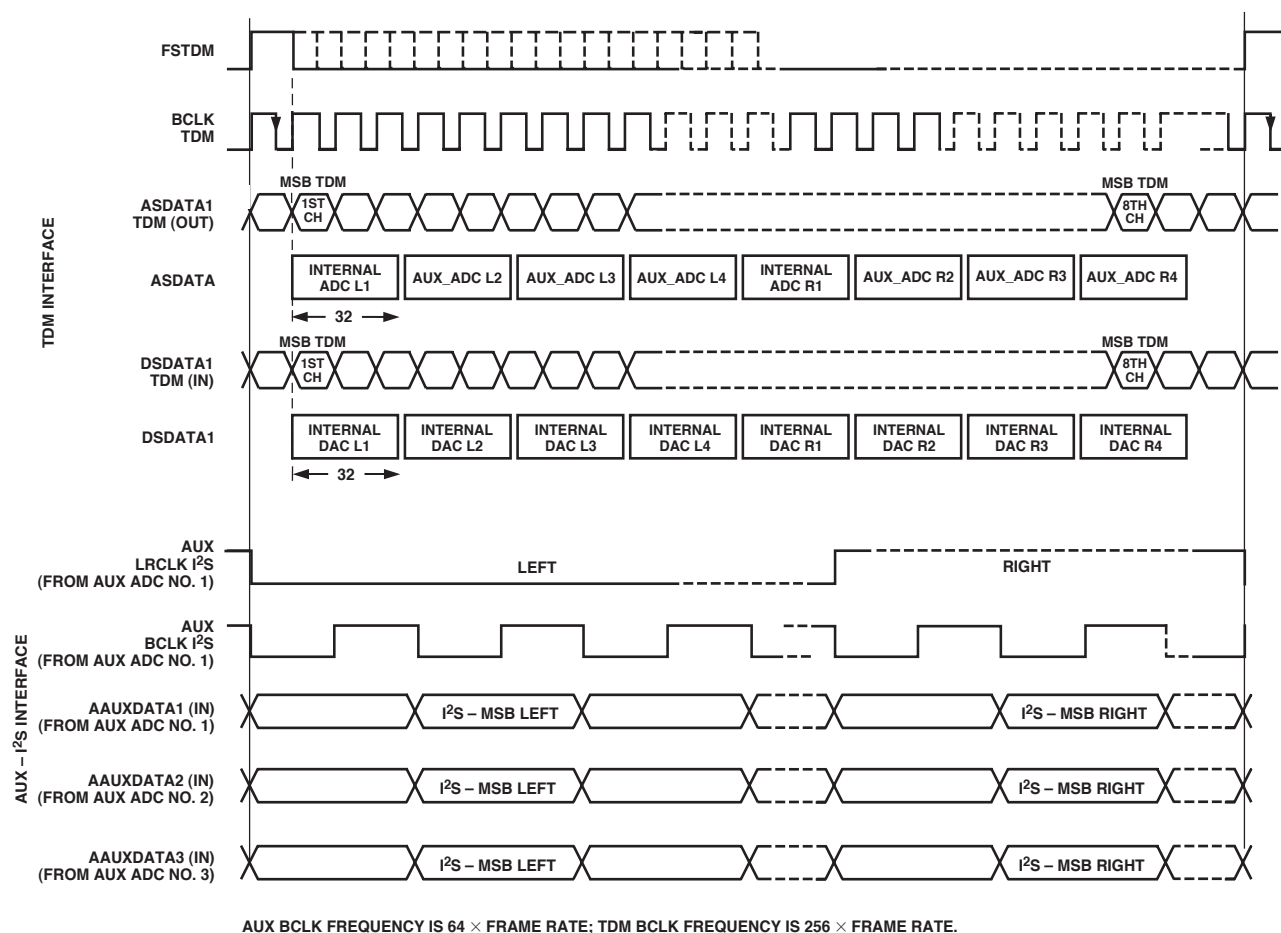 FSTDM
BCLK
TDM
MSB TDM
MSB TDM
ASDATA1
TDM (OUT)
1ST
CH
8TH
CH
ASDATA
INTERNAL
ADC L1
AUX_ADC L2
AUX_ADC L3
AUX_ADC L4
INTERNAL
ADC R1
AUX_ADC R2
AUX_ADC R3
AUX_ADC R4
32
TDM INTERFACE
MSB TDM
MSB TDM
DSDATA1
TDM (IN)
1ST
CH
8TH
CH
DSDATA1
INTERNAL
DAC L1
INTERNAL
DAC L2
INTERNAL
DAC L3
INTERNAL
DAC L4
INTERNAL
DAC R1
INTERNAL
DAC R2
INTERNAL
DAC R3
INTERNAL
DAC R4
32
AUX
LRCLK I²S
(FROM AUX ADC NO. 1)
LEFT
RIGHT
AUX
BCLK I²S
(FROM AUX ADC NO. 1)
AUX – I²S INTERFACE
AAUXDATA1 (IN)
(FROM AUX ADC NO. 1)
I²S – MSB LEFT
I²S – MSB RIGHT
AAUXDATA2 (IN)
(FROM AUX ADC NO. 2)
I²S – MSB LEFT
I²S – MSB RIGHT
AAUXDATA3 (IN)
(FROM AUX ADC NO. 3)
I²S – MSB LEFT
I²S – MSB RIGHT
AUX BCLK FREQUENCY IS 64 × FRAME RATE; TDM BCLK FREQUENCY IS 256 × FRAME RATE.